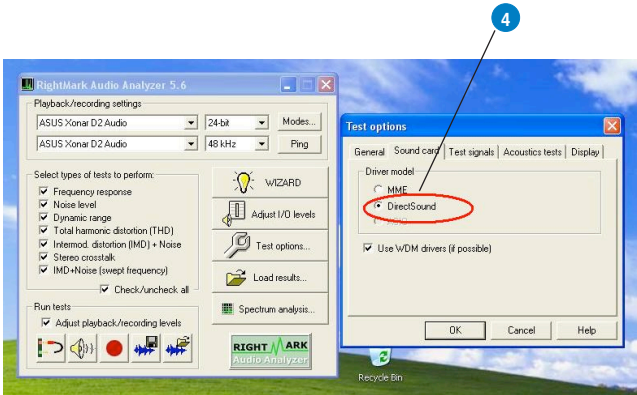 4
RightMark Audio Analyzer 5.6
Playback/recording settings
ASUS Xonar D2 Audio
24-bit
Modes...
ASUS Xonar D2 Audio
48 kHz
Ping
Select types of tests to perform:
Frequency response
Noise level
Dynamic range
Total harmonic distortion (THD)
Intermod. distortion (IMD) + Noise
Stereo crosstalk
IMD+Noise (swept frequency)
Check/uncheck all
WIZARD
Adjust I/O levels
Test options...
Load results...
Spectrum analysis...
Run tests
Adjust playback/recording levels
RIGHT MARK
Audio Analyzer
Test options
General
Sound card
Test signals
Acoustics tests
Display
Driver model
MME
DirectSound
ASIO
Use WDM drivers (if possible)
OK
Cancel
Help
Recycle Bin